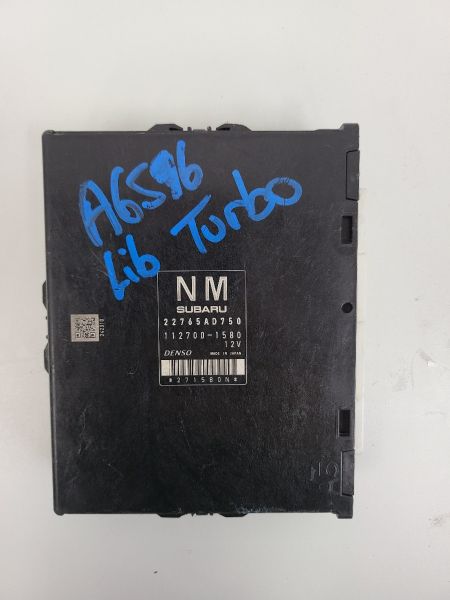 A6596
Lib Turbo
NM
SUBARU
22765AD750
112700-1580
12V
DENSO MADE IN JAPAN
*271580N*